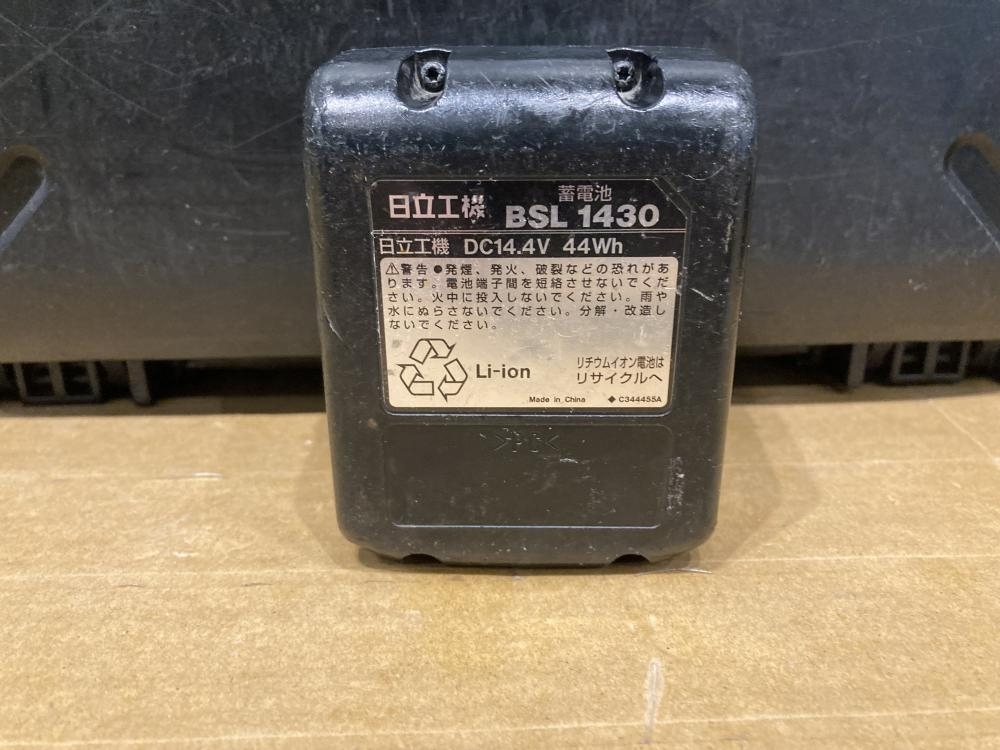 日立工機
蓄電池
BSL 1430
日立工機 DC14.4V 44Wh
⚠警告 ●発煙、発火、破裂などの恐れがあ
ります。電池端子間を短絡させないでくだ
さい。火中に投入しないでください。雨や
水にぬらさないでください。分解・改造し
ないでください。
Li-ion
リチウムイオン電池は
リサイクルへ
Made in China ◆ C344455A
>PC<